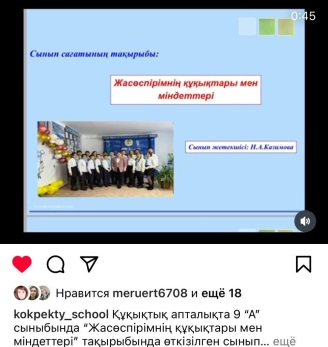 0:45
Сынып сағатының тақырыбы:
Жасөспірімнің құқықтары мен
міндеттері
Сынып жетекшісі: Н.А.Казимова
Нравится meruert6708 и ещё 18
kokpekty_school Құқықтық апталықта 9 “А”
сыныбында “Жасөспірімнің құқықтары мен
міндеттері” тақырыбында өткізілген сынып... ещё